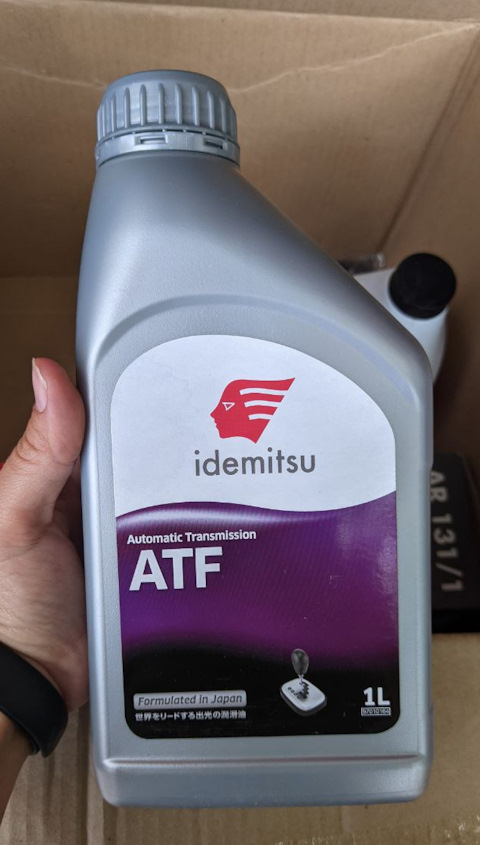 idemitsu
Automatic Transmission
ATF
Formulated in Japan
世界をリードする出光の潤滑油
1L
AR 131/1